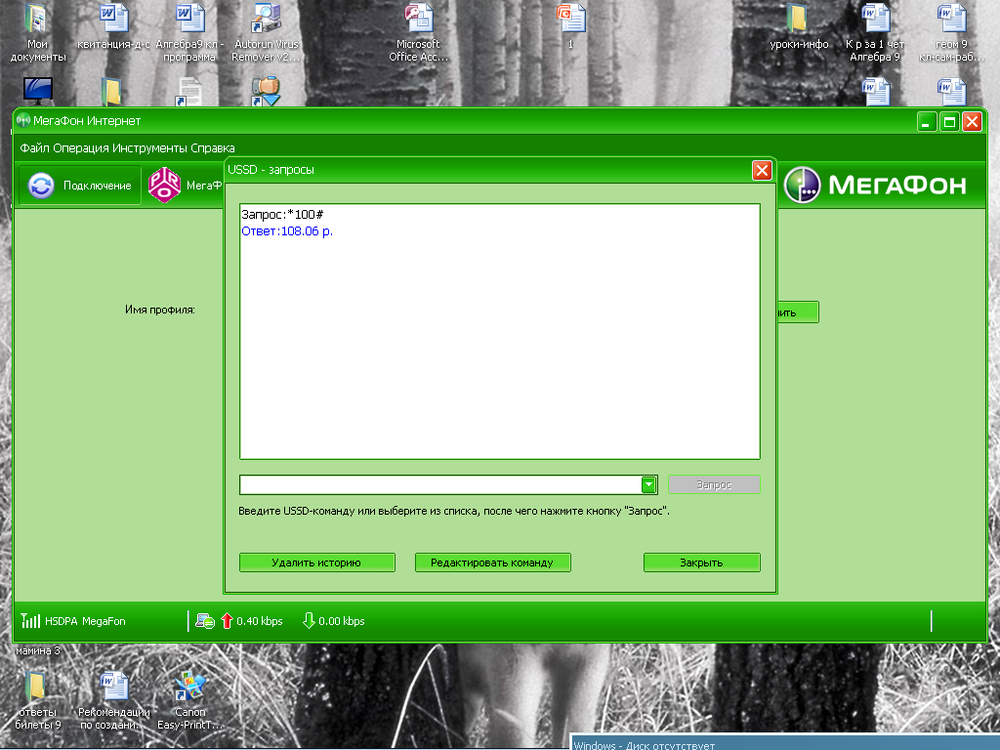 Мои документы
квитанция-д-с
Алгебра9 кл - программа
Autorun Virus Remover v2...
Microsoft Office Acc...
1
уроки-инфо
К р за 1 чет Алгебра 9
геом 9 кл-сам-раб...
МегаФон Интернет
Файл Операция Инструменты Справка
Подключение
МегаФ
USSD - запросы
МЕГАФОН
Запрос:*100#
Ответ:108.06 р.
Имя профиля:
ить
Запрос
Введите USSD-команду или выберите из списка, после чего нажмите кнопку "Запрос".
Удалить историю
Редактировать команду
Закрыть
HSDPA MegaFon
0.40 kbps
0.00 kbps
мамина 3
ответы билеты 9
Рекомендации по создани...
Canon Easy-PrintT...
Windows - Диск отсутствует